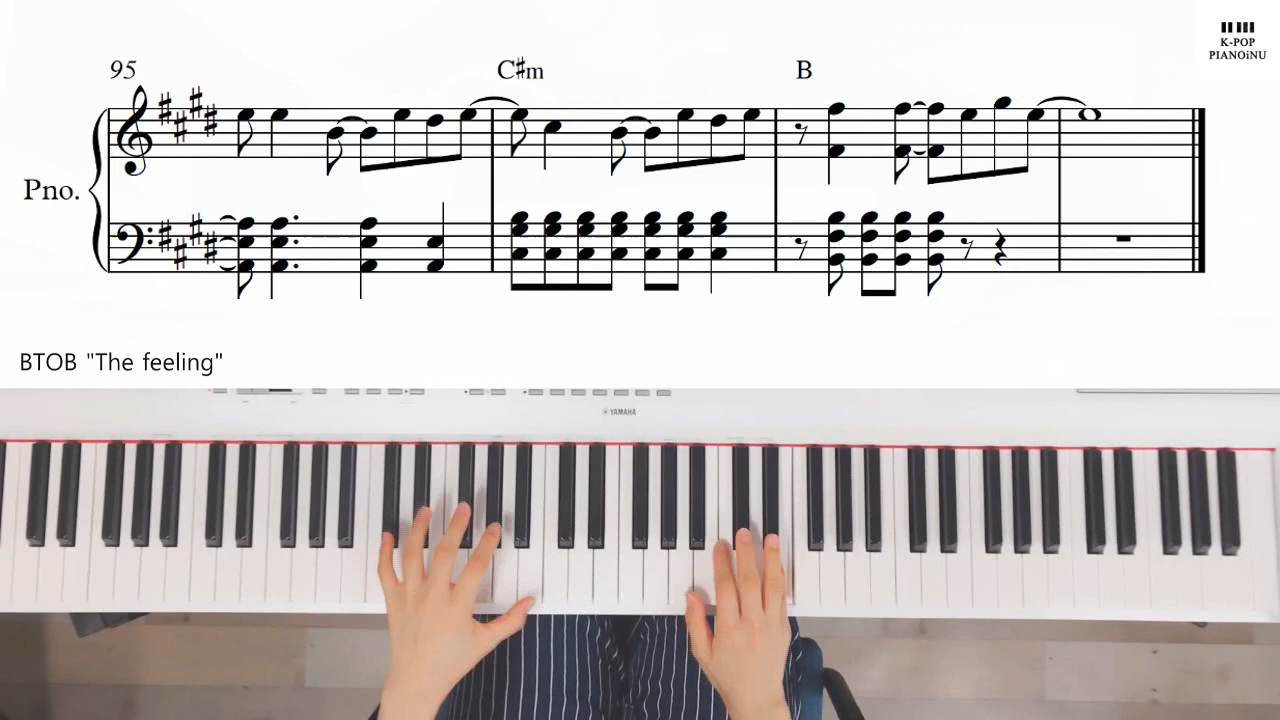 K-POP
PIANOiNU
95
C♯m
B
Pno.
BTOB "The feeling"
YAMAHA